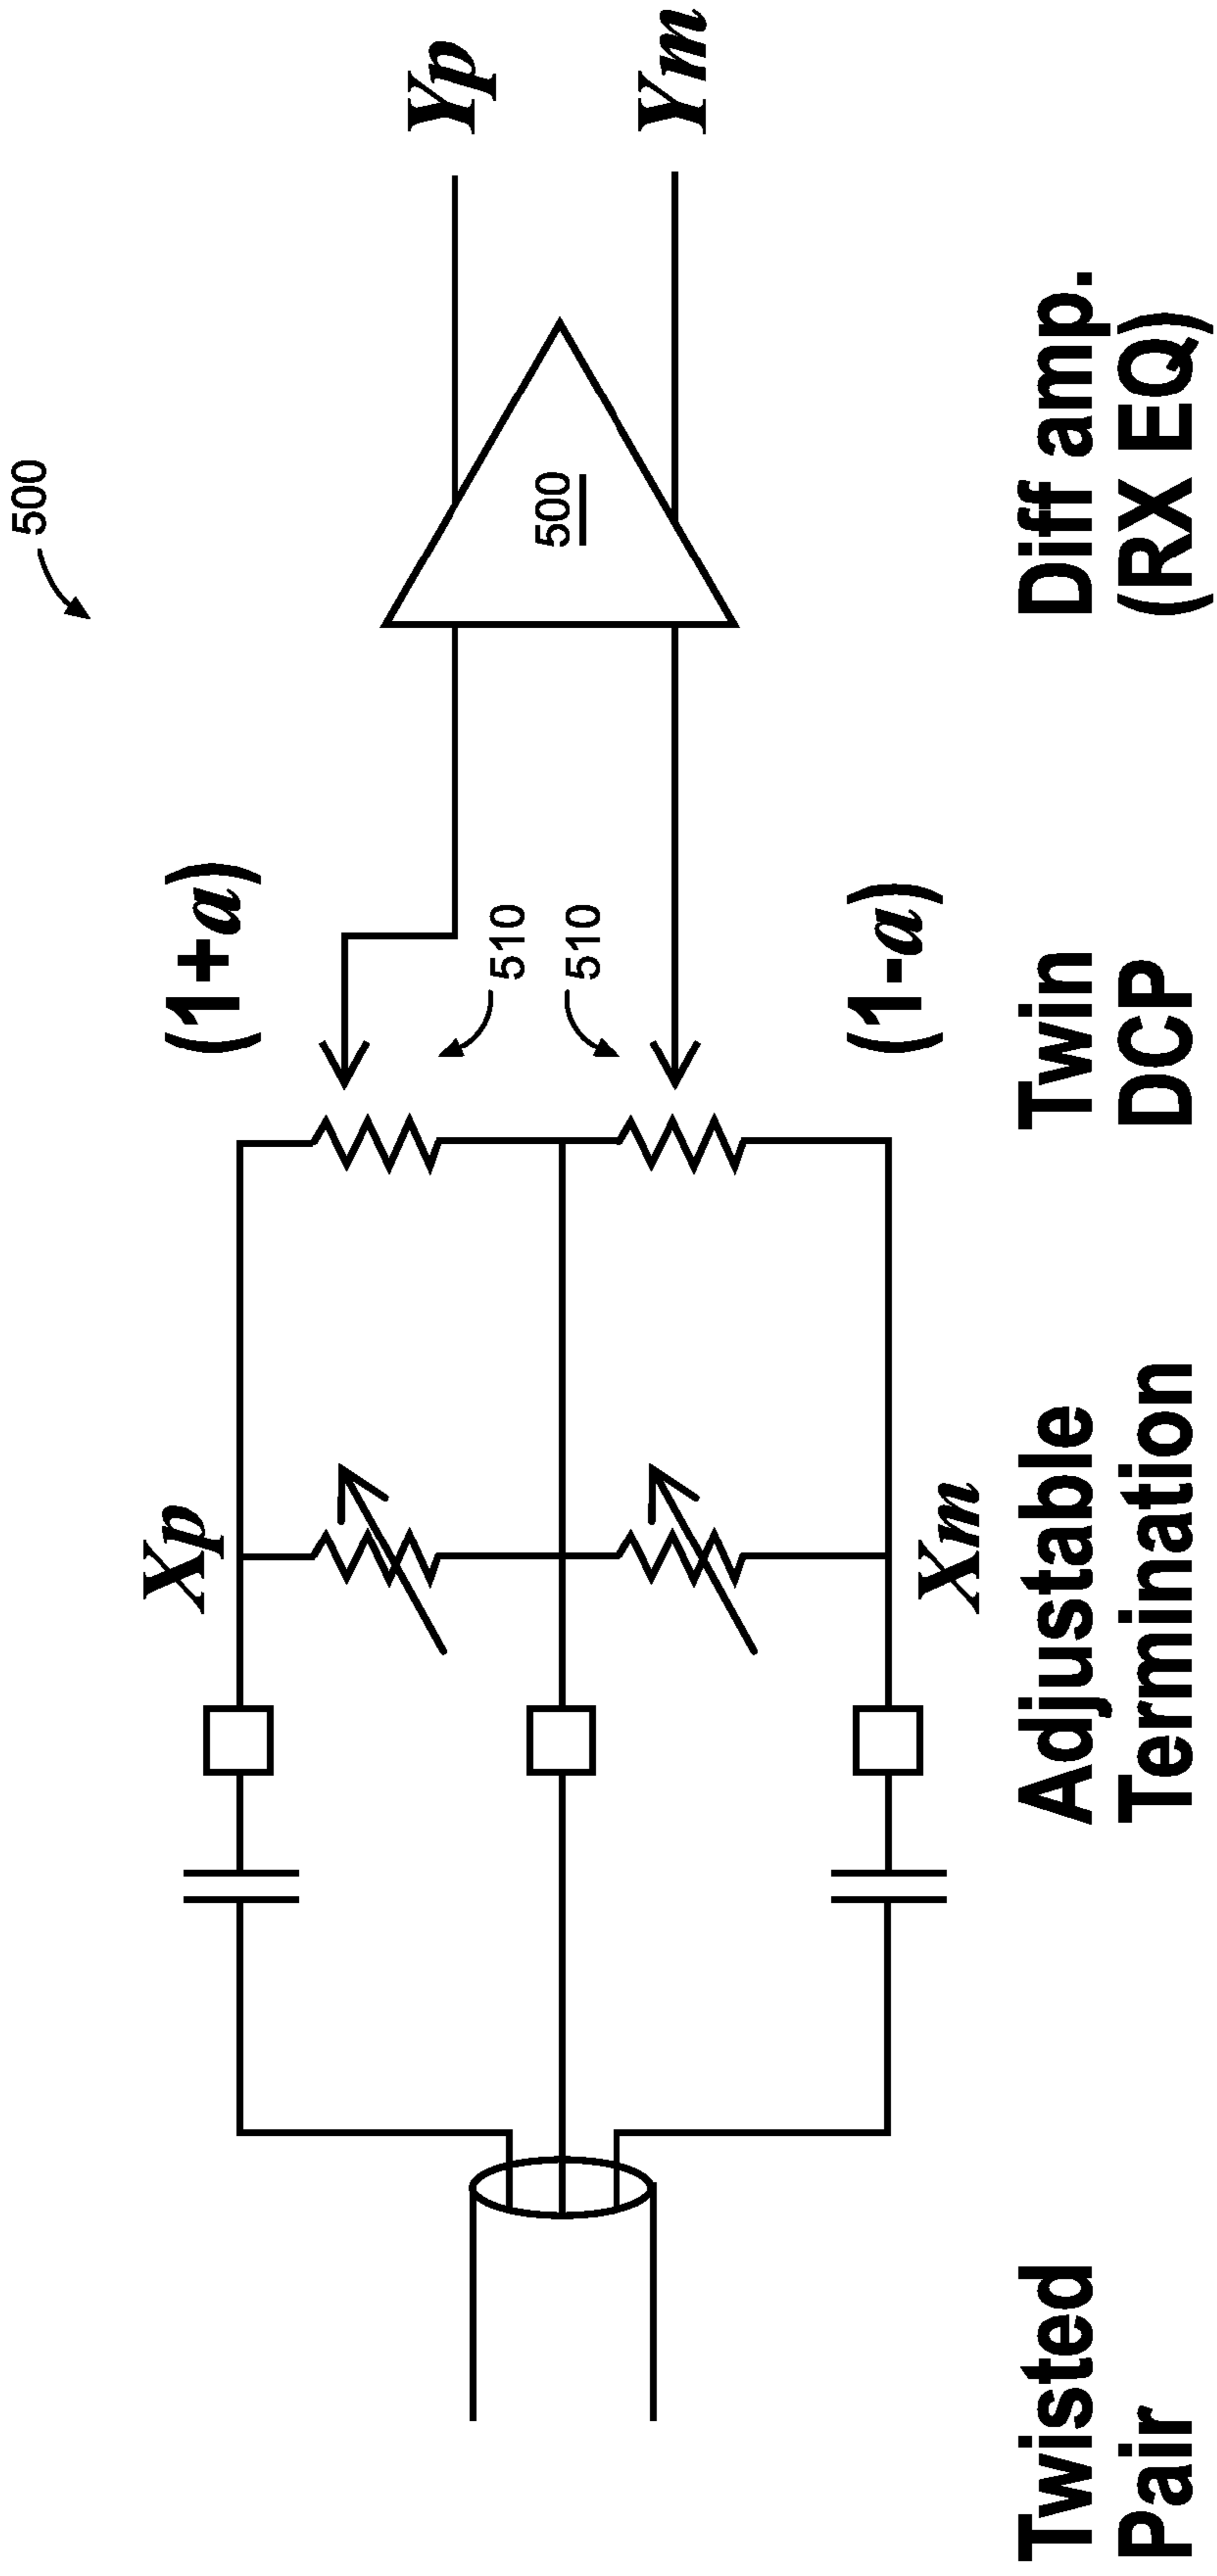 500
Yp
Ym
500
(1+a)
510
510
(1-a)
Xp
Xm
Twisted
Pair
Adjustable
Termination
Twin
DCP
Diff amp.
(RX EQ)